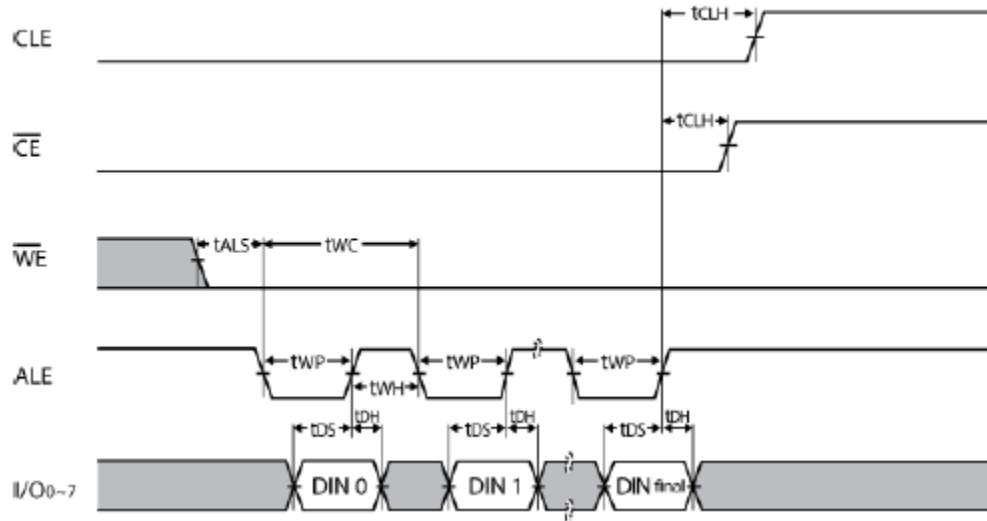 tCLH
CLE
tCLH
CE
tALS tWC
WE
tWP tWP tWP
ALE
tWH
tDS tDH tDS tDH tDS tDH
I/O0~7 DIN 0 DIN 1 DIN final